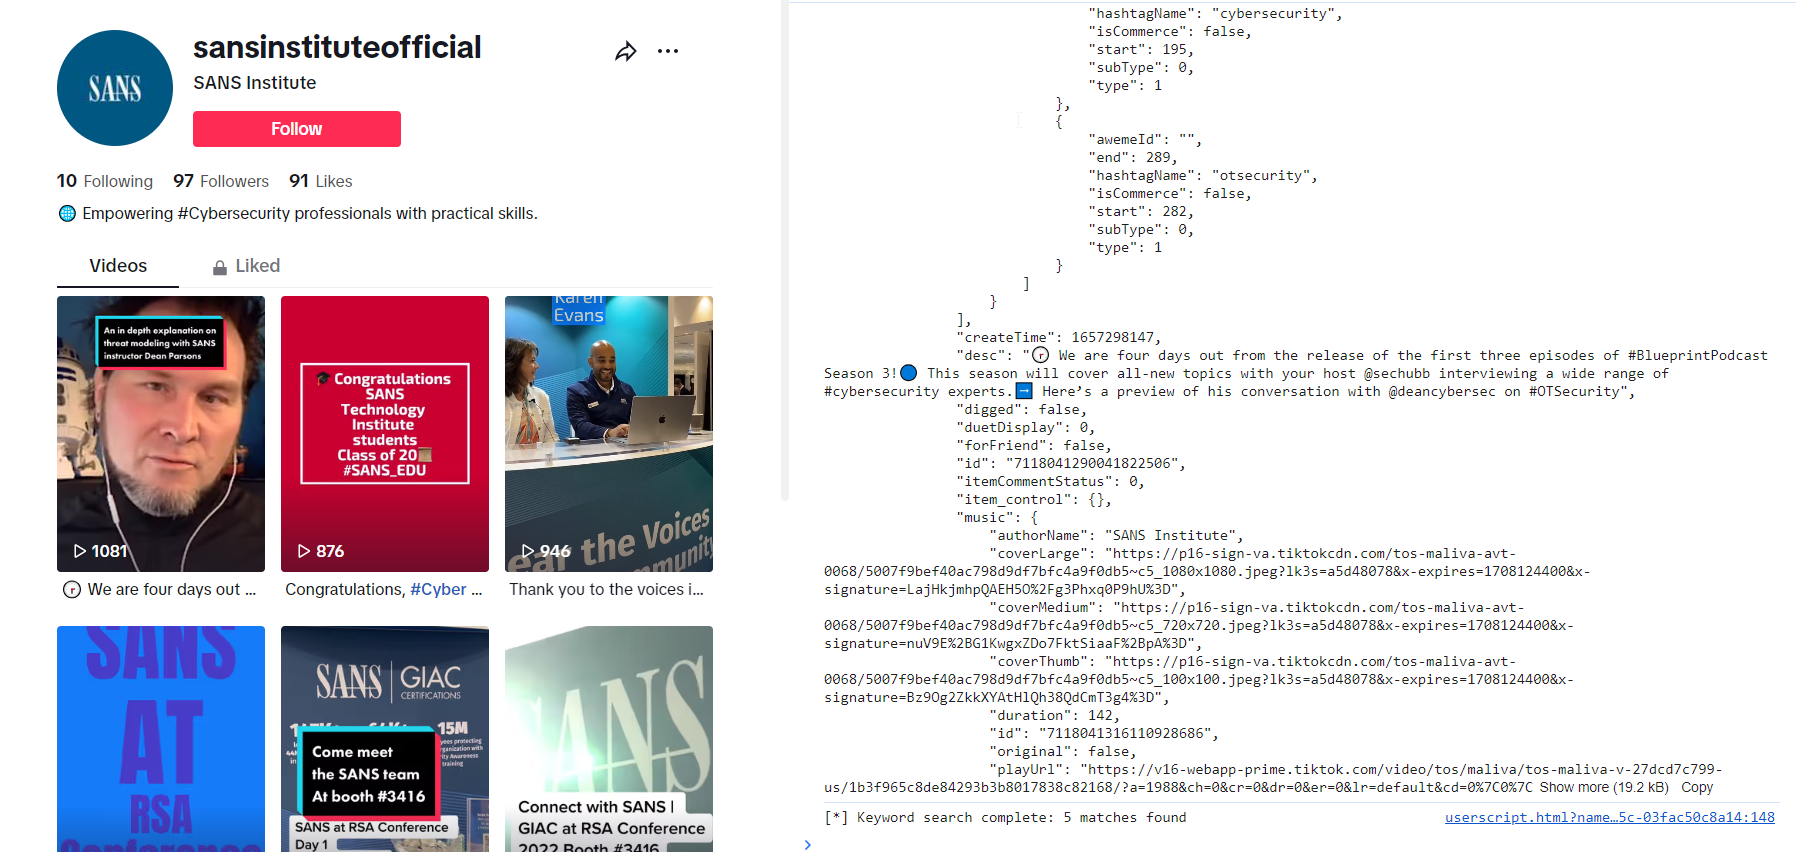 SANS
sansinstituteofficial
SANS Institute
Follow
10 Following 97 Followers 91 Likes
Empowering #Cybersecurity professionals with practical skills.
Videos
Liked
An in depth explanation on
threat modeling with SANS
instructor Dean Parsons
1081
We are four days out ...
Congratulations
SANS
Technology
Institute
students
Class of 20
#SANS_EDU
876
Congratulations, #Cyber ...
Karen
Evans
ear the Voices
mmunity
946
Thank you to the voices i...
SANS
AT
RSA
Conference
SANS GIAC
CERTIFICATIONS
15M
Come meet
the SANS team
At booth #3416
SANS at RSA Conference
Day 1
SANS
Connect with SANS |
GIAC at RSA Conference
2022 Booth #3416
"hashtagName": "cybersecurity",
"isCommerce": false,
"start": 195,
"subType": 0,
"type": 1
},
{
"awemeId": "",
"end": 289,
"hashtagName": "otsecurity",
"isCommerce": false,
"start": 282,
"subType": 0,
"type": 1
}
]
}
],
"createTime": 1657298147,
"desc": "ⓡ We are four days out from the release of the first three episodes of #BlueprintPodcast
Season 3!🔵 This season will cover all-new topics with your host @sechubb interviewing a wide range of
#cybersecurity experts.➡️ Here’s a preview of his conversation with @deancybersec on #OTSecurity",
"digged": false,
"duetDisplay": 0,
"forFriend": false,
"id": "7118041290041822506",
"itemCommentStatus": 0,
"item_control": {},
"music": {
"authorName": "SANS Institute",
"coverLarge": "https://p16-sign-va.tiktokcdn.com/tos-maliva-avt-
0068/5007f9bef40ac798d9df7bfc4a9f0db5~c5_1080x1080.jpeg?lk3s=a5d48078&x-expires=1708124400&x-
signature=LajHkjmhpQAEH5O%2Fg3Phxq0P9hU%3D",
"coverMedium": "https://p16-sign-va.tiktokcdn.com/tos-maliva-avt-
0068/5007f9bef40ac798d9df7bfc4a9f0db5~c5_720x720.jpeg?lk3s=a5d48078&x-expires=1708124400&x-
signature=nuV9E%2BG1KwgxZDo7FktSiaaF%2BpA%3D",
"coverThumb": "https://p16-sign-va.tiktokcdn.com/tos-maliva-avt-
0068/5007f9bef40ac798d9df7bfc4a9f0db5~c5_100x100.jpeg?lk3s=a5d48078&x-expires=1708124400&x-
signature=Bz9Og2ZkkXYAtHlQh38QdCmT3g4%3D",
"duration": 142,
"id": "7118041316110928686",
"original": false,
"playUrl": "https://v16-webapp-prime.tiktok.com/video/tos/maliva/tos-maliva-v-27dcd7c799-
us/1b3f965c8de84293b3b8017838c82168/?a=1988&ch=0&cr=0&dr=0&er=0&lr=default&cd=0%7C0%7C Show more (19.2 kB) Copy
[*] Keyword search complete: 5 matches found
userscript.html?name…5c-03fac50c8a14:148